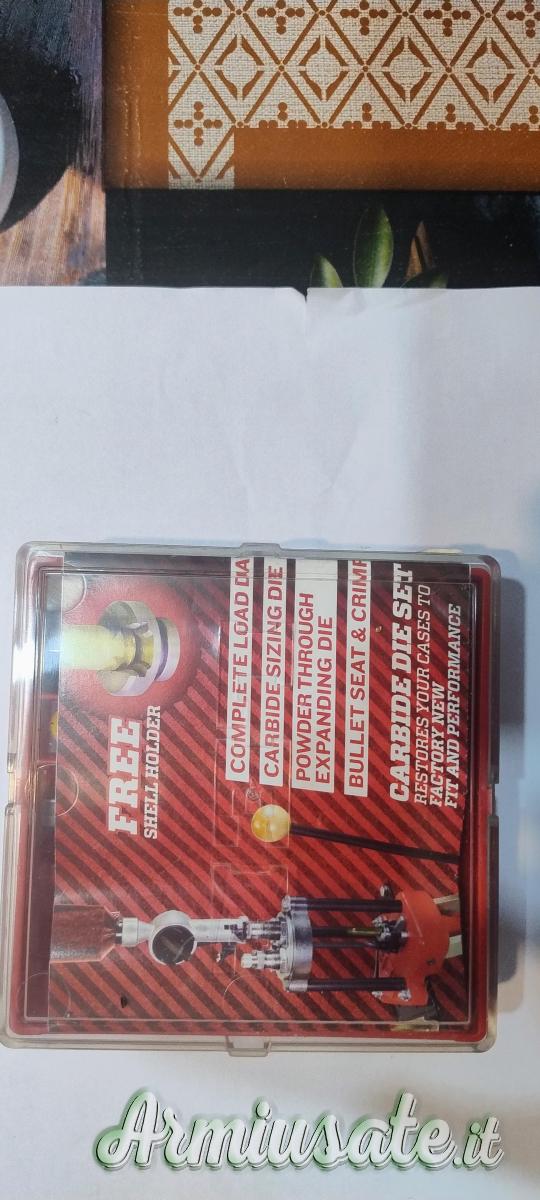 FREE
SHELL HOLDER
COMPLETE LOAD DA
CARBIDE SIZING DIE
POWDER THROUGH
EXPANDING DIE
BULLET SEAT & CRIMP
CARBIDE DIE SET
RESTORES YOUR CASES TO
FACTORY NEW
FIT AND PERFORMANCE
Armiusate.it